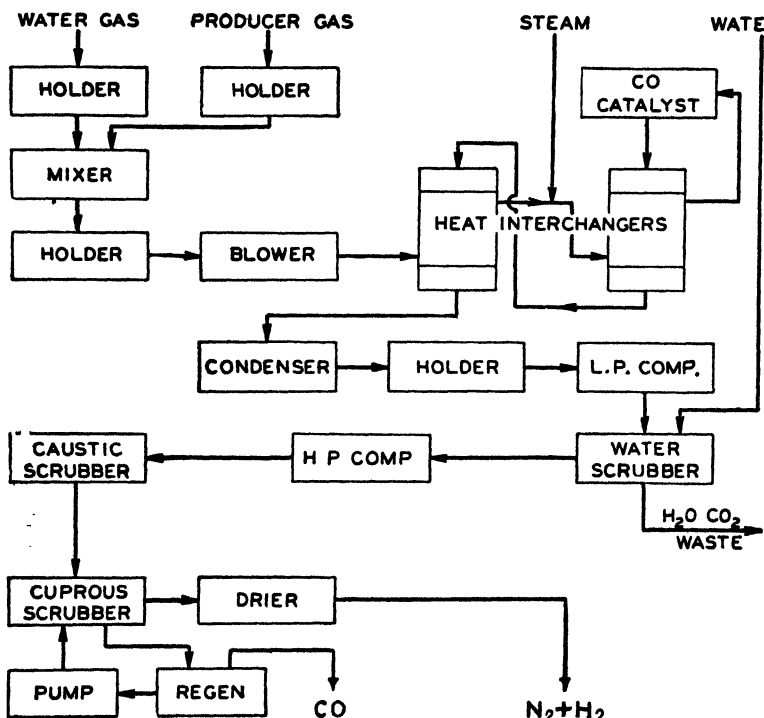 WATER GAS
PRODUCER GAS
STEAM
WATE
HOLDER
HOLDER
CO
CATALYST
MIXER
HEAT INTERCHANGERS
HOLDER
BLOWER
CONDENSER
HOLDER
L.P. COMP.
CAUSTIC
SCRUBBER
H P COMP
WATER
SCRUBBER
H₂O CO₂
WASTE
CUPROUS
SCRUBBER
DRIER
PUMP
REGEN
CO
N₂+H₂